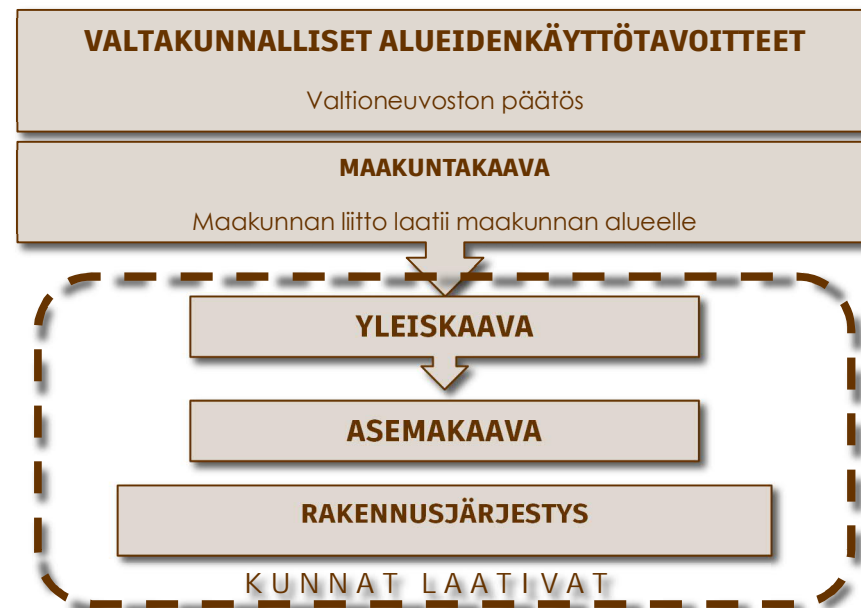 VALTAKUNNALLISET ALUEIDENKÄYTTÖTAVOITTEET
Valtioneuvoston päätös
MAAKUNTAKAAVA
Maakunnan liitto laatii maakunnan alueelle
YLEISKAAVA
ASEMAKAAVA
RAKENNUSJÄRJESTYS
KUNNAT LAATIVAT